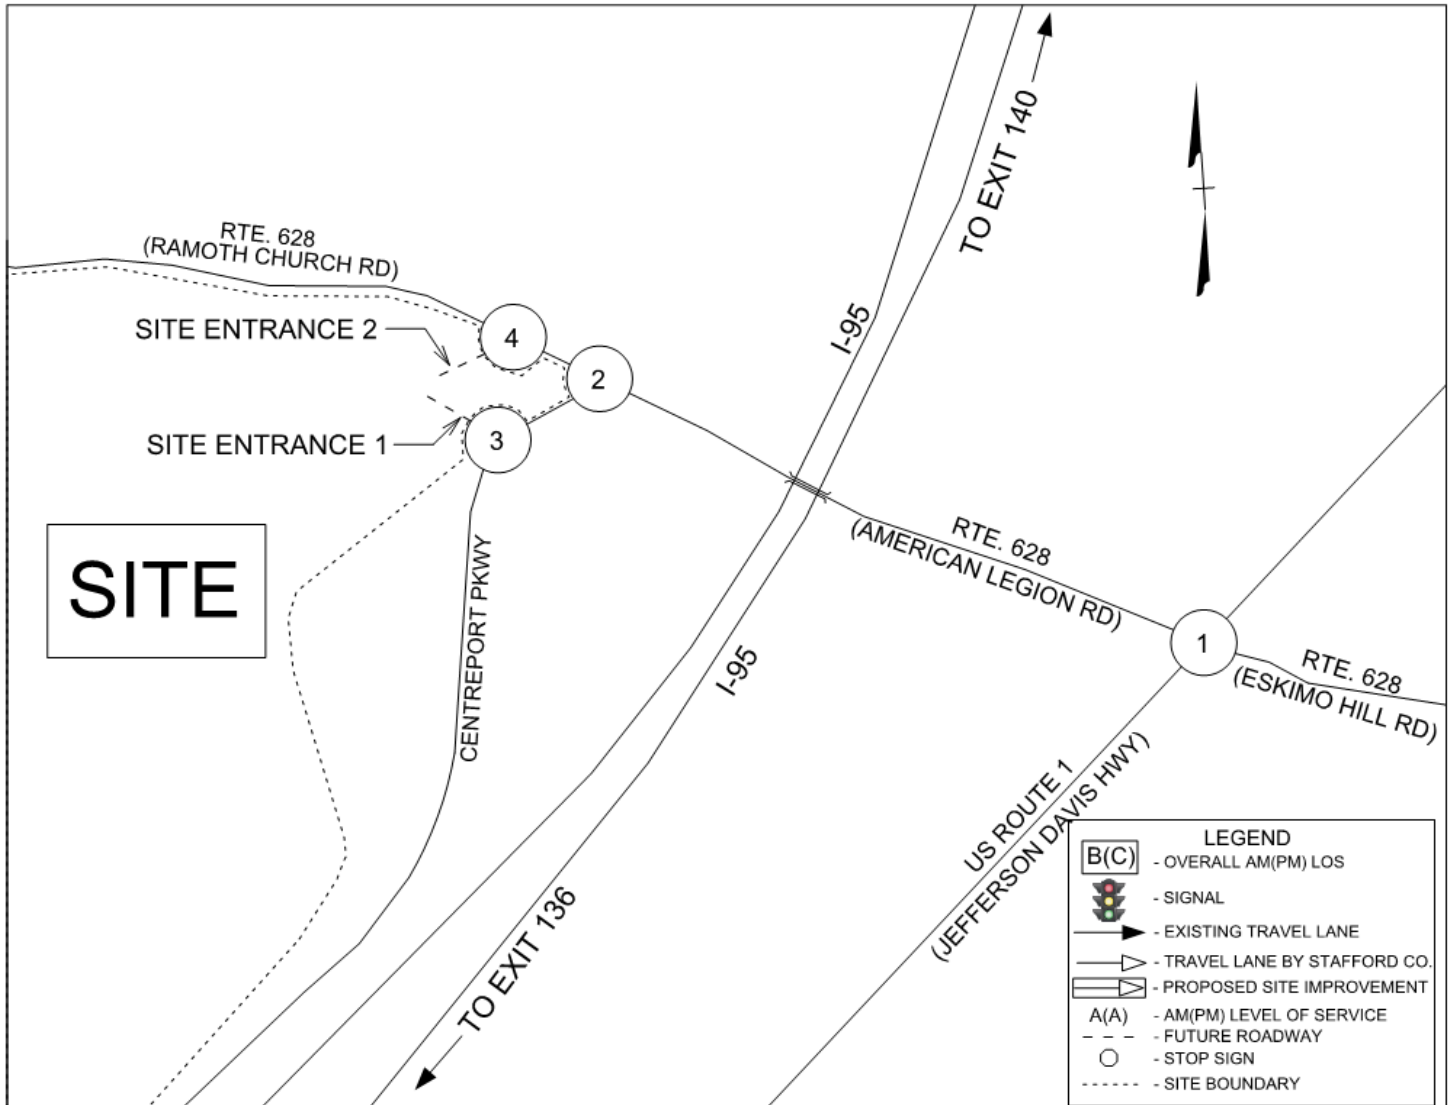 TO EXIT 140
RTE. 628
(RAMOTH CHURCH RD)
SITE ENTRANCE 2
4
2
I-95
SITE ENTRANCE 1
3
SITE
CENTREPORT PKWY
RTE. 628
(AMERICAN LEGION RD)
I-95
1
RTE. 628
(ESKIMO HILL RD)
US ROUTE 1
(JEFFERSON DAVIS HWY)
TO EXIT 136
LEGEND
B(C) - OVERALL AM(PM) LOS
- SIGNAL
- EXISTING TRAVEL LANE
- TRAVEL LANE BY STAFFORD CO.
- PROPOSED SITE IMPROVEMENT
A(A) - AM(PM) LEVEL OF SERVICE
- FUTURE ROADWAY
- STOP SIGN
- SITE BOUNDARY